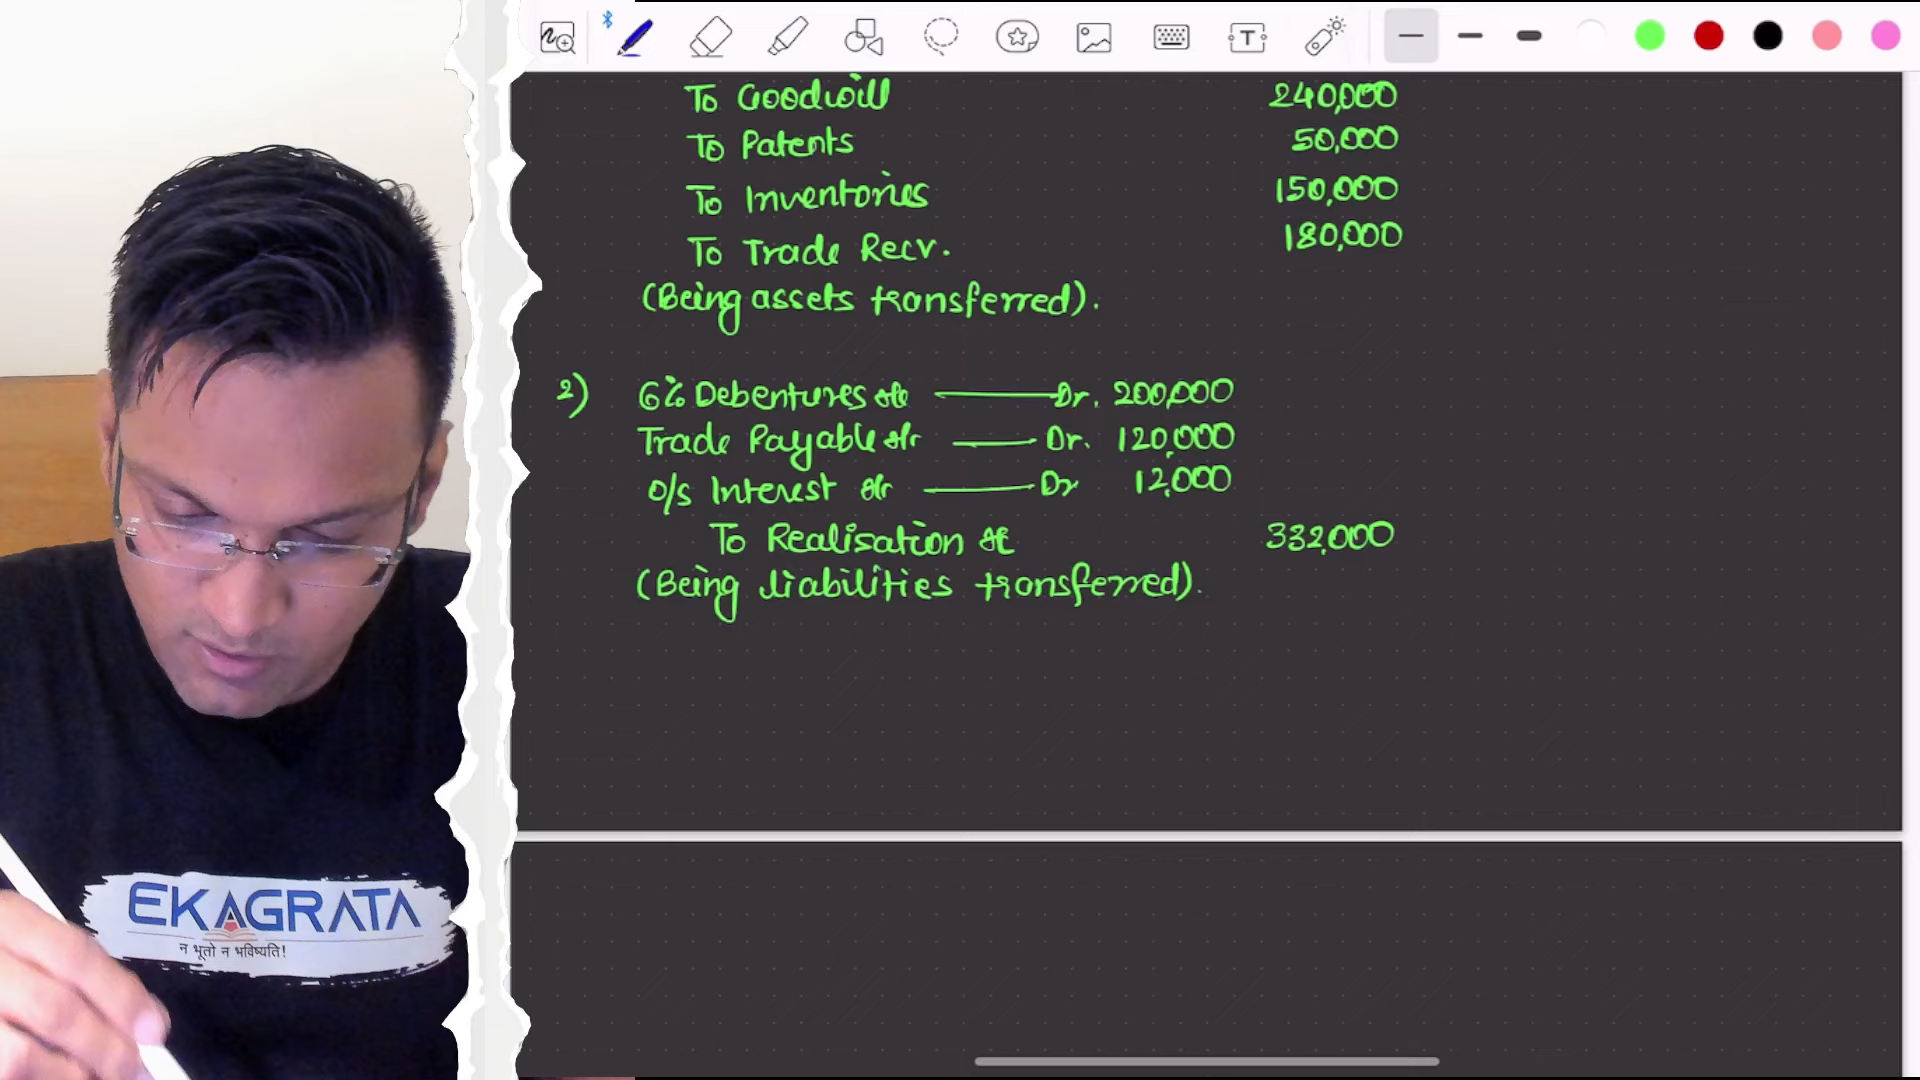 To Goodwill 240,000
To Patents 50,000
To Inventories 150,000
To Trade Recv. 180,000
(Being assets transferred).
2) 6% Debentures a/c Dr. 200,000
Trade Payable a/c Dr. 120,000
O/s Interest a/c Dr 12,000
To Realisation a/c 332,000
(Being liabilities transferred).
EKAGRATA
न भूतो न भविष्यति!
T